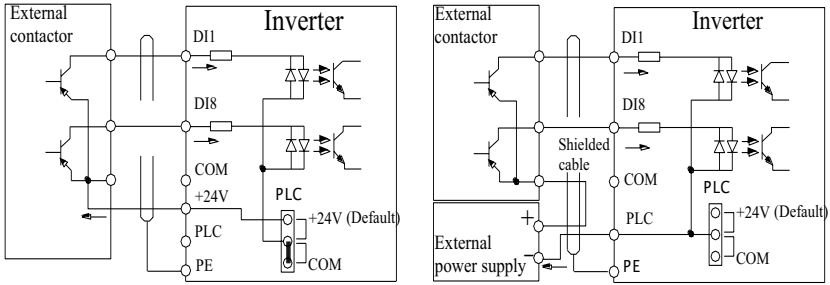 External
contactor
Inverter
DI1
DI8
COM
+24V
PLC
PLC
+24V (Default)
COM
PE
External
contactor
Inverter
DI1
DI8
Shielded
cable
COM
PLC
PLC
+24V (Default)
COM
PE
+
-
External
power supply